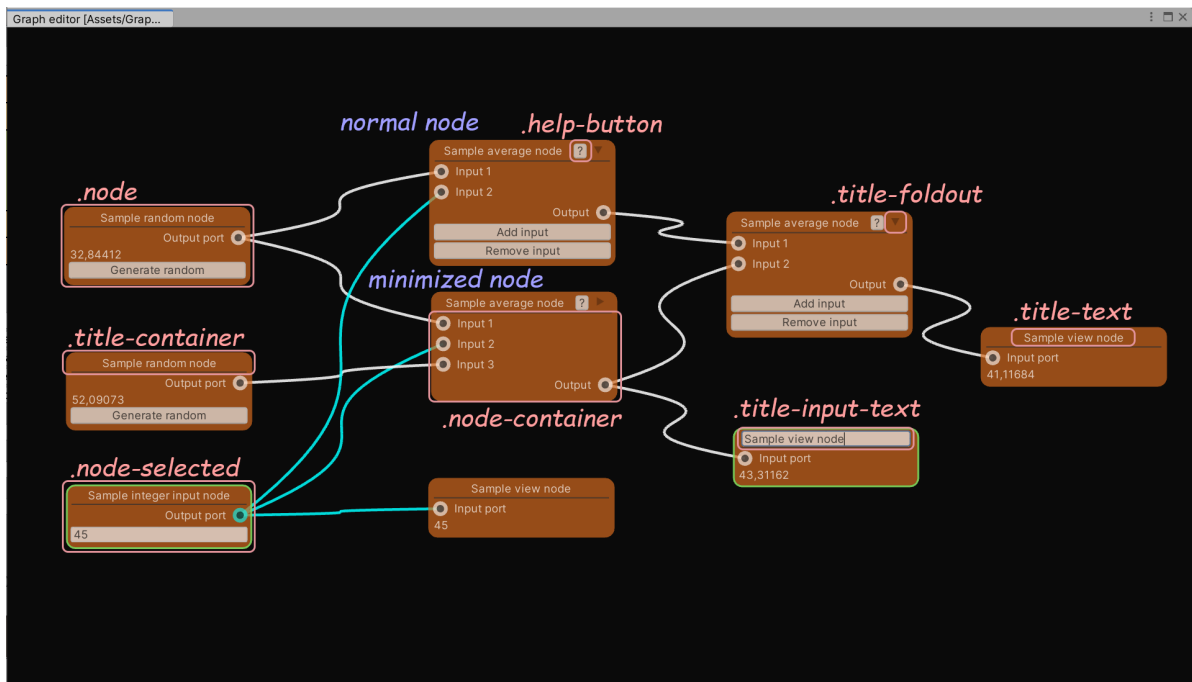 Graph editor [Assets/Grap...
normal node
.help-button
Sample average node ?
Input 1
Input 2
Output
Add input
Remove input
.node
Sample random node
Output port
32,84412
Generate random
.title-foldout
Sample average node ?
Input 1
Input 2
Output
Add input
Remove input
minimized node
Sample average node ?
Input 1
Input 2
Input 3
Output
.node-container
.title-container
Sample random node
Output port
52,09073
Generate random
.title-text
Sample view node
Input port
41,11684
.title-input-text
Sample view node
Input port
43,31162
.node-selected
Sample integer input node
Output port
45
Sample view node
Input port
45